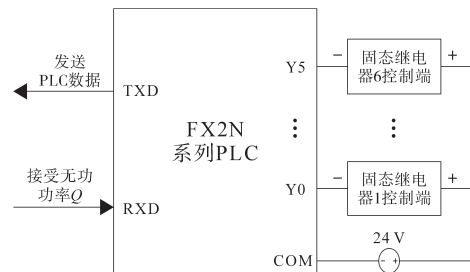 发送
PLC数据
TXD
接受无功
功率Q
RXD
FX2N
系列PLC
Y5
Y0
COM
−
固态继电
器6控制端
+
−
固态继电
器1控制端
+
24 V
− +